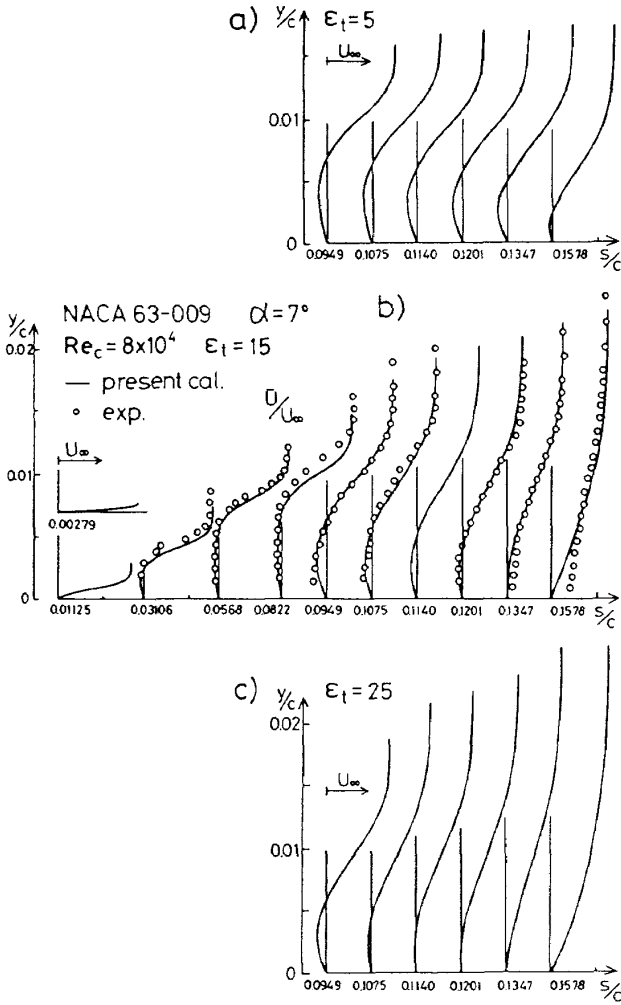 a) y/c ε_t=5
U∞
0.01
0
0.0949 0.1075 0.1140 0.1201 0.1347 0.1578 s/c
y/c NACA 63-009 α=7° b)
0.02 Re_c=8x10⁴ ε_t=15
— present cal.
○ exp. Ū/U∞
U∞
0.01
0.00279
0
0.01125 0.03106 0.0568 0.0822 0.0949 0.1075 0.1140 0.1201 0.1347 0.1578 s/c
c) y/c ε_t=25
0.02
U∞
0.01
0
0.0949 0.1075 0.1140 0.1201 0.1347 0.1578 s/c